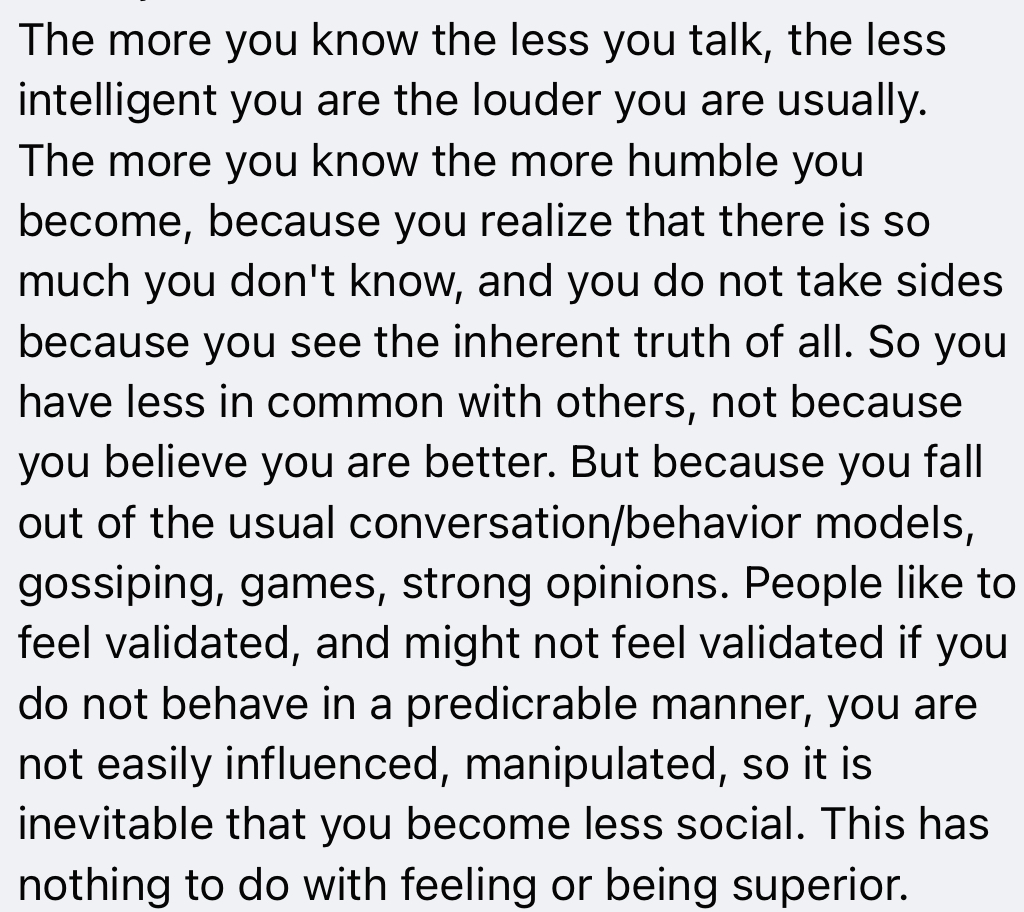 The more you know the less you talk, the less
intelligent you are the louder you are usually.
The more you know the more humble you
become, because you realize that there is so
much you don't know, and you do not take sides
because you see the inherent truth of all. So you
have less in common with others, not because
you believe you are better. But because you fall
out of the usual conversation/behavior models,
gossiping, games, strong opinions. People like to
feel validated, and might not feel validated if you
do not behave in a predicrable manner, you are
not easily influenced, manipulated, so it is
inevitable that you become less social. This has
nothing to do with feeling or being superior.